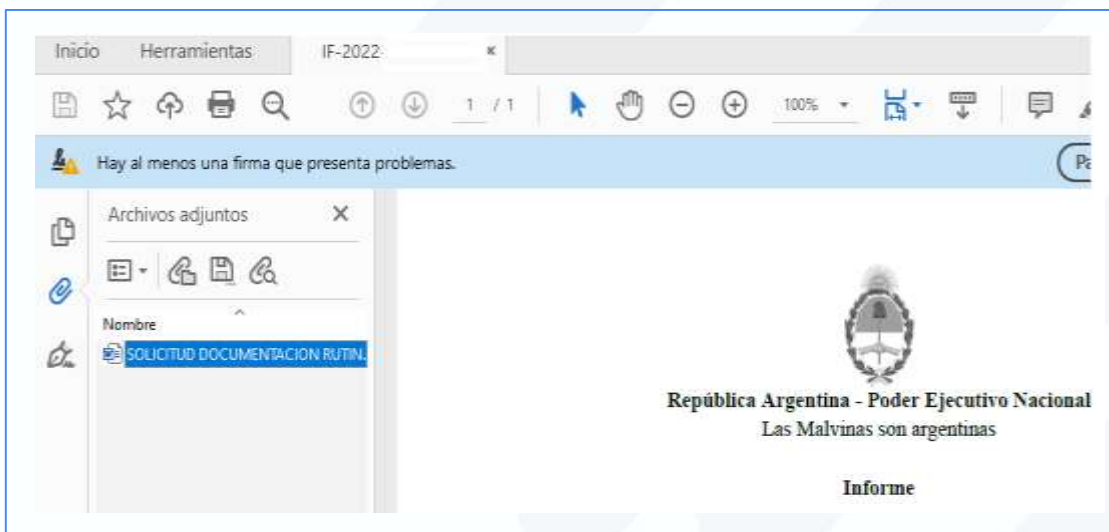 Inicio Herramientas IF-2022
1 / 1 100%
Hay al menos una firma que presenta problemas.
Archivos adjuntos
Nombre
SOLICITUD DOCUMENTACION RUTIN.
República Argentina - Poder Ejecutivo Nacional
Las Malvinas son argentinas
Informe